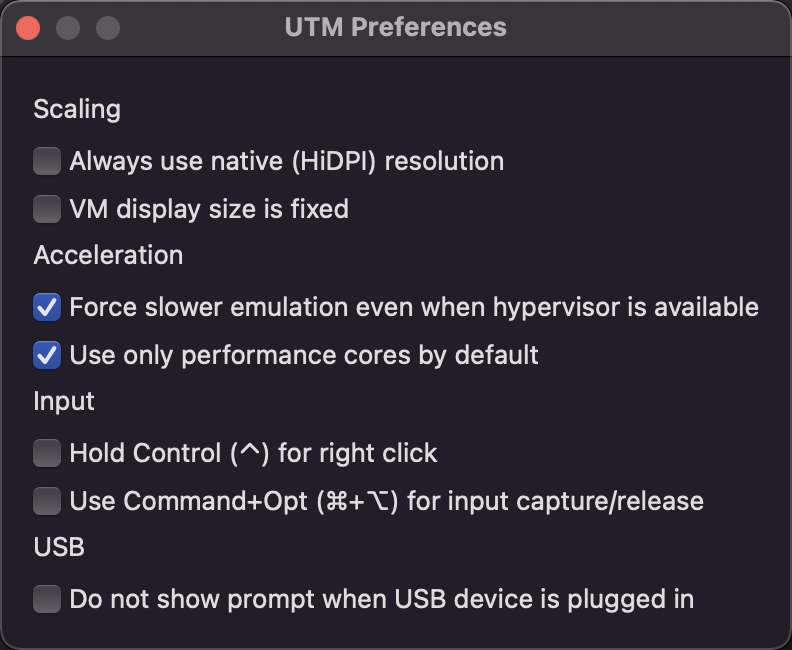 UTM Preferences
Scaling
Always use native (HiDPI) resolution
VM display size is fixed
Acceleration
Force slower emulation even when hypervisor is available
Use only performance cores by default
Input
Hold Control (^) for right click
Use Command+Opt (⌘+⌥) for input capture/release
USB
Do not show prompt when USB device is plugged in